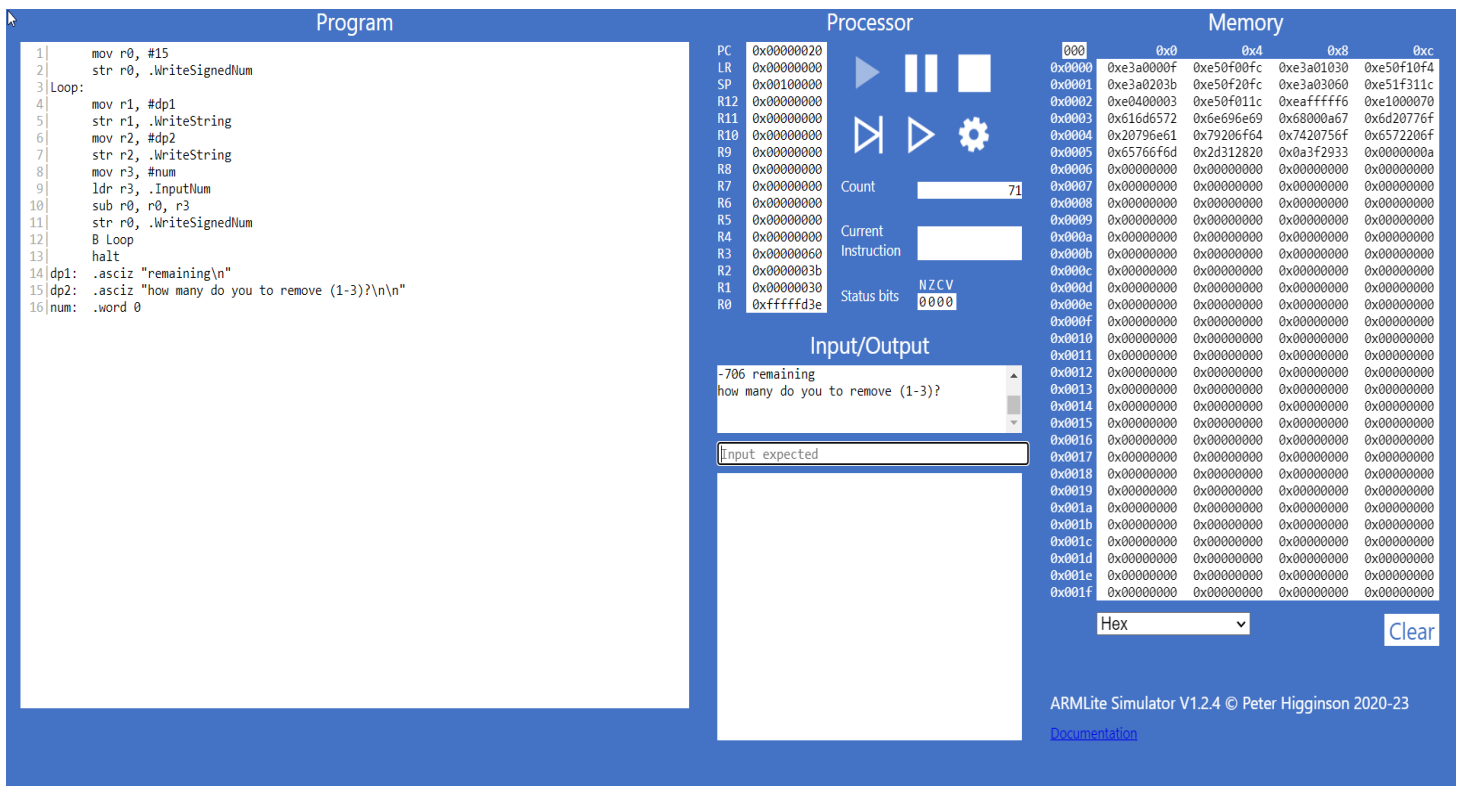 Program
1| mov r0, #15
2| str r0, .WriteSignedNum
3|Loop:
4| mov r1, #dp1
5| str r1, .WriteString
6| mov r2, #dp2
7| str r2, .WriteString
8| mov r3, #num
9| ldr r3, .InputNum
10| sub r0, r0, r3
11| str r0, .WriteSignedNum
12| B Loop
13| halt
14|dp1: .asciz "remaining\n"
15|dp2: .asciz "how many do you to remove (1-3)?\n\n"
16|num: .word 0
Processor
PC 0x00000020
LR 0x00000000
SP 0x00100000
R12 0x00000000
R11 0x00000000
R10 0x00000000
R9 0x00000000
R8 0x00000000
R7 0x00000000
R6 0x00000000
R5 0x00000000
R4 0x00000000
R3 0x00000060
R2 0x0000003b
R1 0x00000030
R0 0xfffffd3e
Count 71
Current
Instruction
Status bits
NZCV
0000
Input/Output
-706 remaining
how many do you to remove (1-3)?
Input expected
Memory
000 0x0 0x4 0x8 0xc
0x0000 0xe3a0000f 0xe50f00fc 0xe3a01030 0xe50f10f4
0x0001 0xe3a0203b 0xe50f20fc 0xe3a03060 0xe51f311c
0x0002 0xe0400003 0xe50f011c 0xeafffff6 0xe1000070
0x0003 0x616d6572 0x6e696e69 0x68000a67 0x6d20776f
0x0004 0x20796e61 0x79206f64 0x7420756f 0x6572206f
0x0005 0x65766f6d 0x2d312820 0x0a3f2933 0x0000000a
0x0006 0x00000000 0x00000000 0x00000000 0x00000000
0x0007 0x00000000 0x00000000 0x00000000 0x00000000
0x0008 0x00000000 0x00000000 0x00000000 0x00000000
0x0009 0x00000000 0x00000000 0x00000000 0x00000000
0x000a 0x00000000 0x00000000 0x00000000 0x00000000
0x000b 0x00000000 0x00000000 0x00000000 0x00000000
0x000c 0x00000000 0x00000000 0x00000000 0x00000000
0x000d 0x00000000 0x00000000 0x00000000 0x00000000
0x000e 0x00000000 0x00000000 0x00000000 0x00000000
0x000f 0x00000000 0x00000000 0x00000000 0x00000000
0x0010 0x00000000 0x00000000 0x00000000 0x00000000
0x0011 0x00000000 0x00000000 0x00000000 0x00000000
0x0012 0x00000000 0x00000000 0x00000000 0x00000000
0x0013 0x00000000 0x00000000 0x00000000 0x00000000
0x0014 0x00000000 0x00000000 0x00000000 0x00000000
0x0015 0x00000000 0x00000000 0x00000000 0x00000000
0x0016 0x00000000 0x00000000 0x00000000 0x00000000
0x0017 0x00000000 0x00000000 0x00000000 0x00000000
0x0018 0x00000000 0x00000000 0x00000000 0x00000000
0x0019 0x00000000 0x00000000 0x00000000 0x00000000
0x001a 0x00000000 0x00000000 0x00000000 0x00000000
0x001b 0x00000000 0x00000000 0x00000000 0x00000000
0x001c 0x00000000 0x00000000 0x00000000 0x00000000
0x001d 0x00000000 0x00000000 0x00000000 0x00000000
0x001e 0x00000000 0x00000000 0x00000000 0x00000000
0x001f 0x00000000 0x00000000 0x00000000 0x00000000
Hex
Clear
ARMLite Simulator V1.2.4 © Peter Higginson 2020-23
Documentation